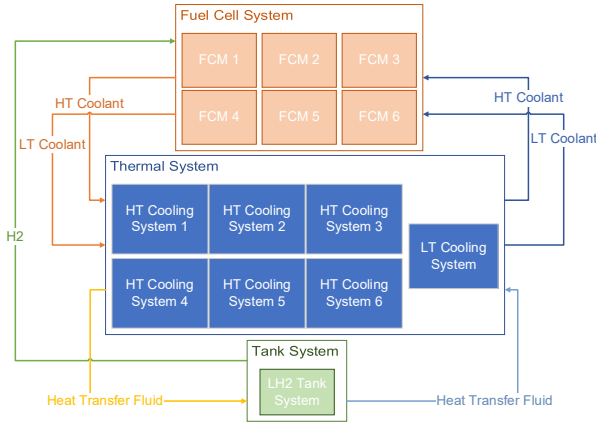 Fuel Cell System
FCM 1
FCM 2
FCM 3
FCM 4
FCM 5
FCM 6
HT Coolant
LT Coolant
HT Coolant
LT Coolant
H2
Thermal System
HT Cooling
System 1
HT Cooling
System 2
HT Cooling
System 3
HT Cooling
System 4
HT Cooling
System 5
HT Cooling
System 6
LT Cooling
System
Tank System
LH2 Tank
System
Heat Transfer Fluid
Heat Transfer Fluid